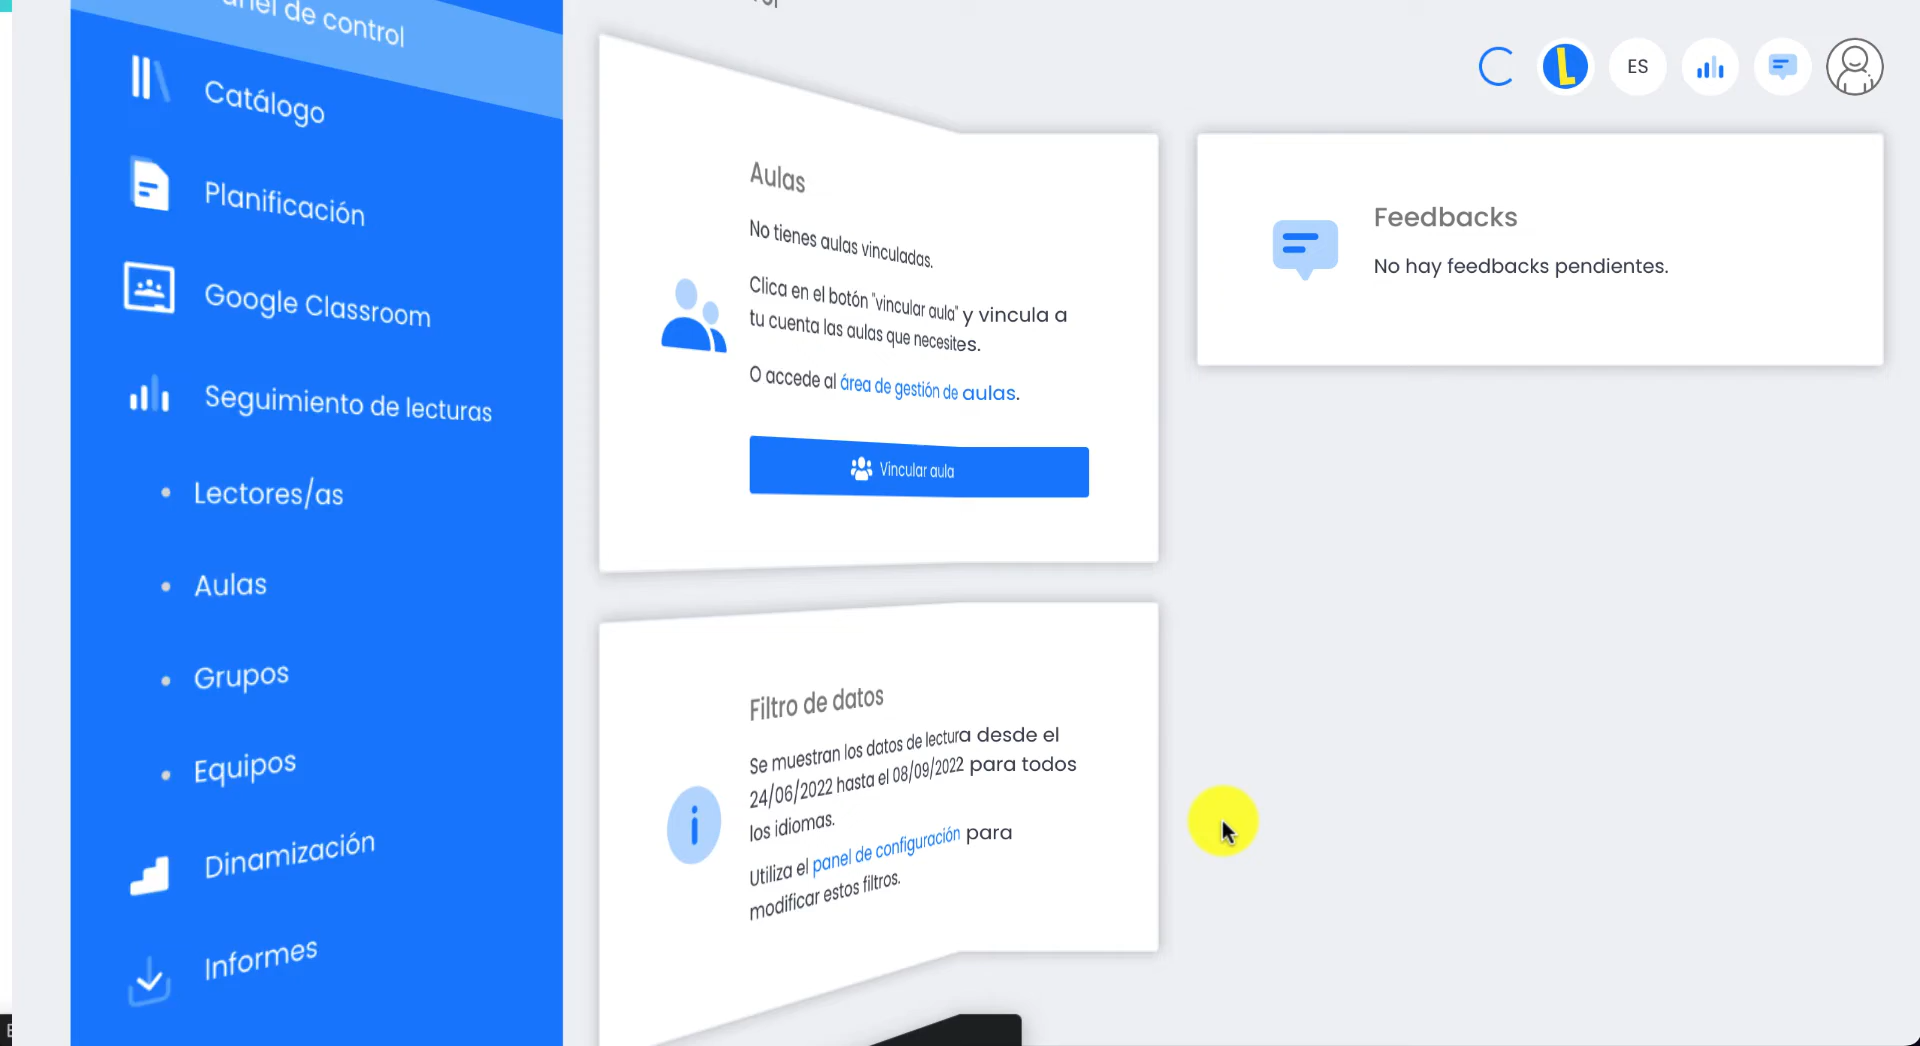 de control
Catálogo
Planificación
Google Classroom
Seguimiento de lecturas
Lectores/as
Aulas
Grupos
Equipos
Dinamización
Informes
Aulas
No tienes aulas vinculadas.
Clica en el botón "vincular aula" y vincula a
tu cuenta las aulas que necesites.
O accede al área de gestión de aulas.
Vincular aula
Filtro de datos
Se muestran los datos de lectura desde el
24/06/2022 hasta el 08/09/2022 para todos
los idiomas.
Utiliza el panel de configuración para
modificar estos filtros.
L
ES
Feedbacks
No hay feedbacks pendientes.